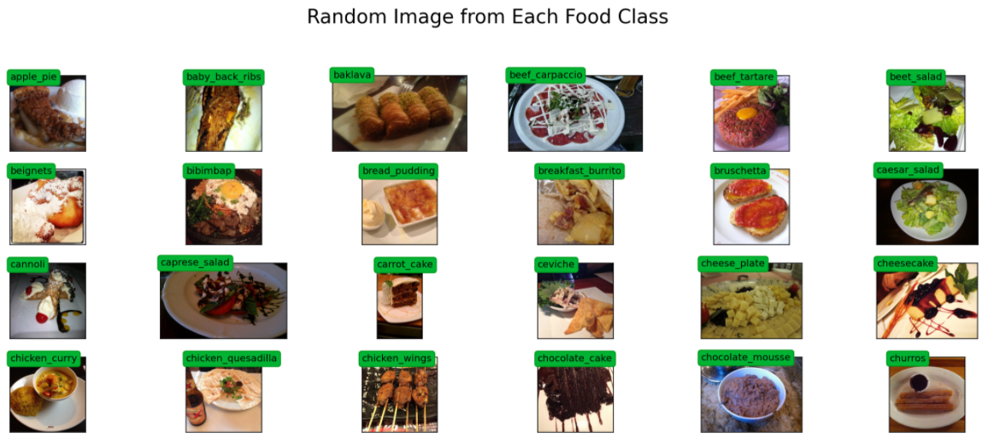 Random Image from Each Food Class
apple_pie
baby_back_ribs
baklava
beef_carpaccio
beef_tartare
beet_salad
beignets
bibimbap
bread_pudding
breakfast_burrito
bruschetta
caesar_salad
cannoli
caprese_salad
carrot_cake
ceviche
cheese_plate
cheesecake
chicken_curry
chicken_quesadilla
chicken_wings
chocolate_cake
chocolate_mousse
churros